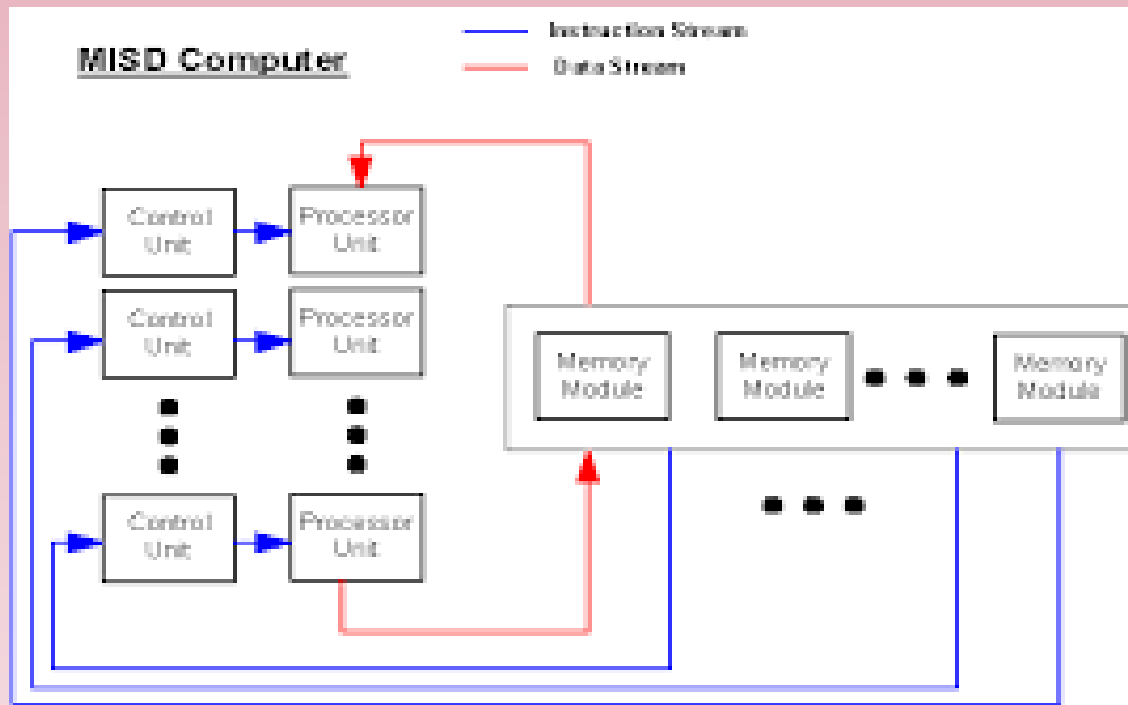 MISD Computer
Instruction Stream
Data Stream
Control
Unit
Processor
Unit
Control
Unit
Processor
Unit
Memory
Module
Memory
Module
Memory
Module
Control
Unit
Processor
Unit